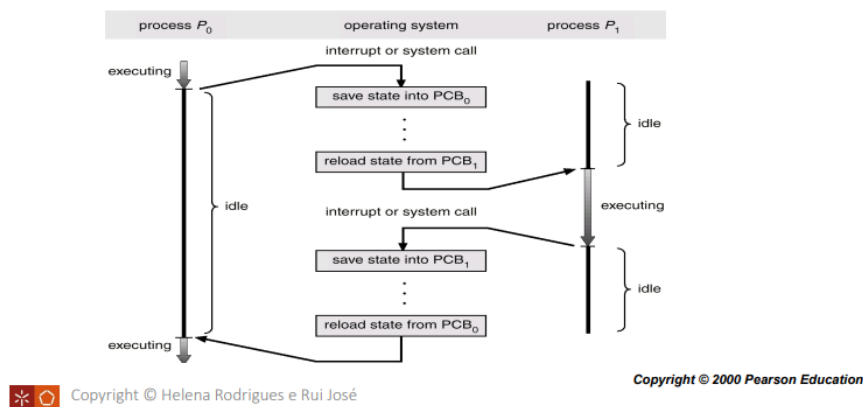 process P₀ operating system process P₁
interrupt or system call
executing
save state into PCB₀
idle
reload state from PCB₁
idle
interrupt or system call
executing
save state into PCB₁
idle
reload state from PCB₀
executing
Copyright © 2000 Pearson Education
Copyright © Helena Rodrigues e Rui José